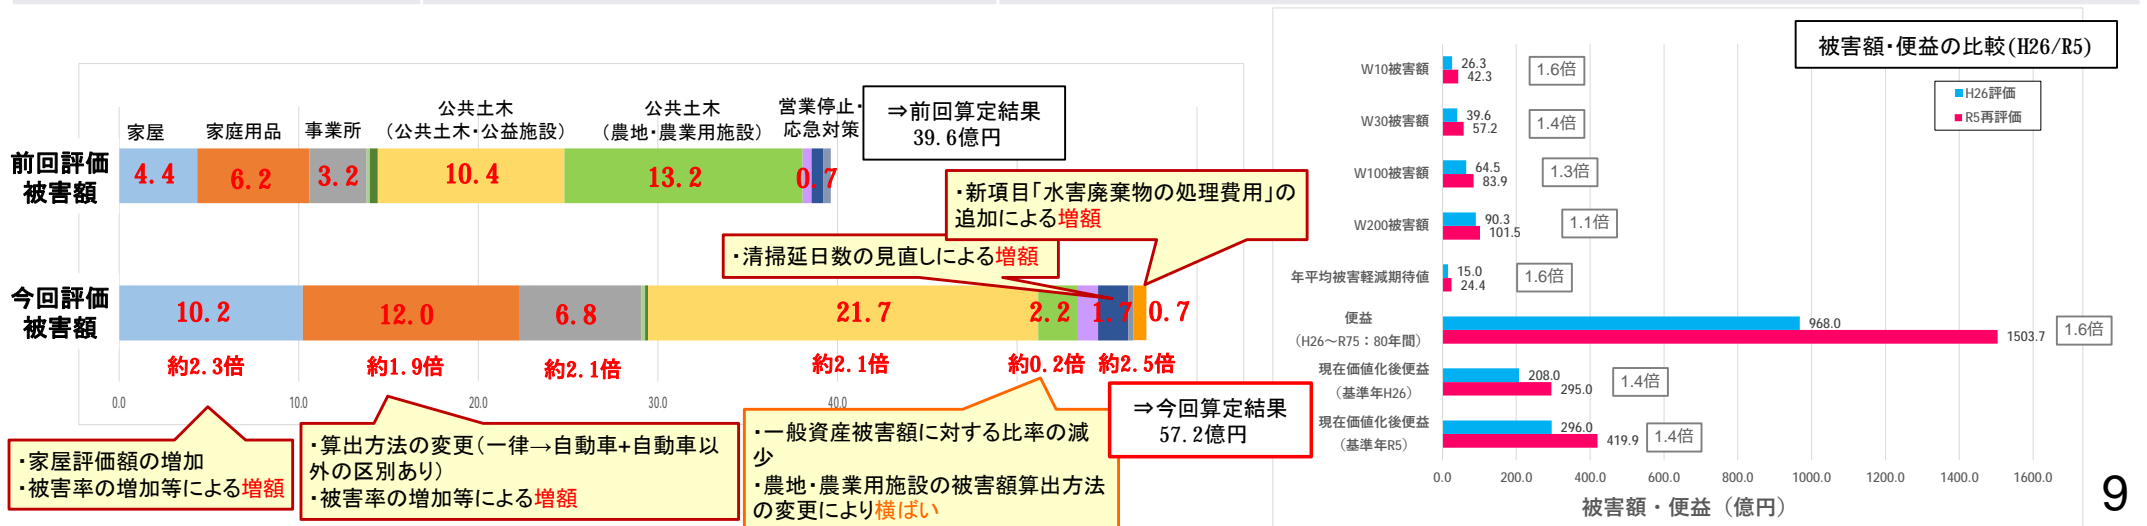 家屋
家庭用品
事業所
公共土木
（公共土木・公益施設）
公共土木
（農地・農業用施設）
営業停止・
応急対策
⇒前回算定結果
39.6億円
前回評価
被害額
4.4
6.2
3.2
10.4
13.2
0.7
・新項目「水害廃棄物の処理費用」の
追加による増額
・清掃延日数の見直しによる増額
今回評価
被害額
10.2
12.0
6.8
21.7
2.2
1.7
0.7
約2.3倍
約1.9倍
約2.1倍
約2.1倍
約0.2倍
約2.5倍
0.0
10.0
20.0
30.0
40.0
⇒今回算定結果
57.2億円
・家屋評価額の増加
・被害率の増加等による増額
・算出方法の変更（一律→自動車+自動車以
外の区別あり）
・被害率の増加等による増額
・一般資産被害額に対する比率の減
少
・農地・農業用施設の被害額算出方法
の変更により横ばい
被害額・便益の比較(H26/R5)
H26評価
R5再評価
W10被害額
26.3
42.3
1.6倍
W30被害額
39.6
57.2
1.4倍
W100被害額
64.5
83.9
1.3倍
W200被害額
90.3
101.5
1.1倍
年平均被害軽減期待値
15.0
24.4
1.6倍
便益
（H26～R75：80年間）
968.0
1503.7
1.6倍
現在価値化後便益
（基準年H26）
208.0
295.0
1.4倍
現在価値化後便益
（基準年R5）
296.0
419.9
1.4倍
0.0
200.0
400.0
600.0
800.0
1000.0
1200.0
1400.0
1600.0
被害額・便益（億円）
9